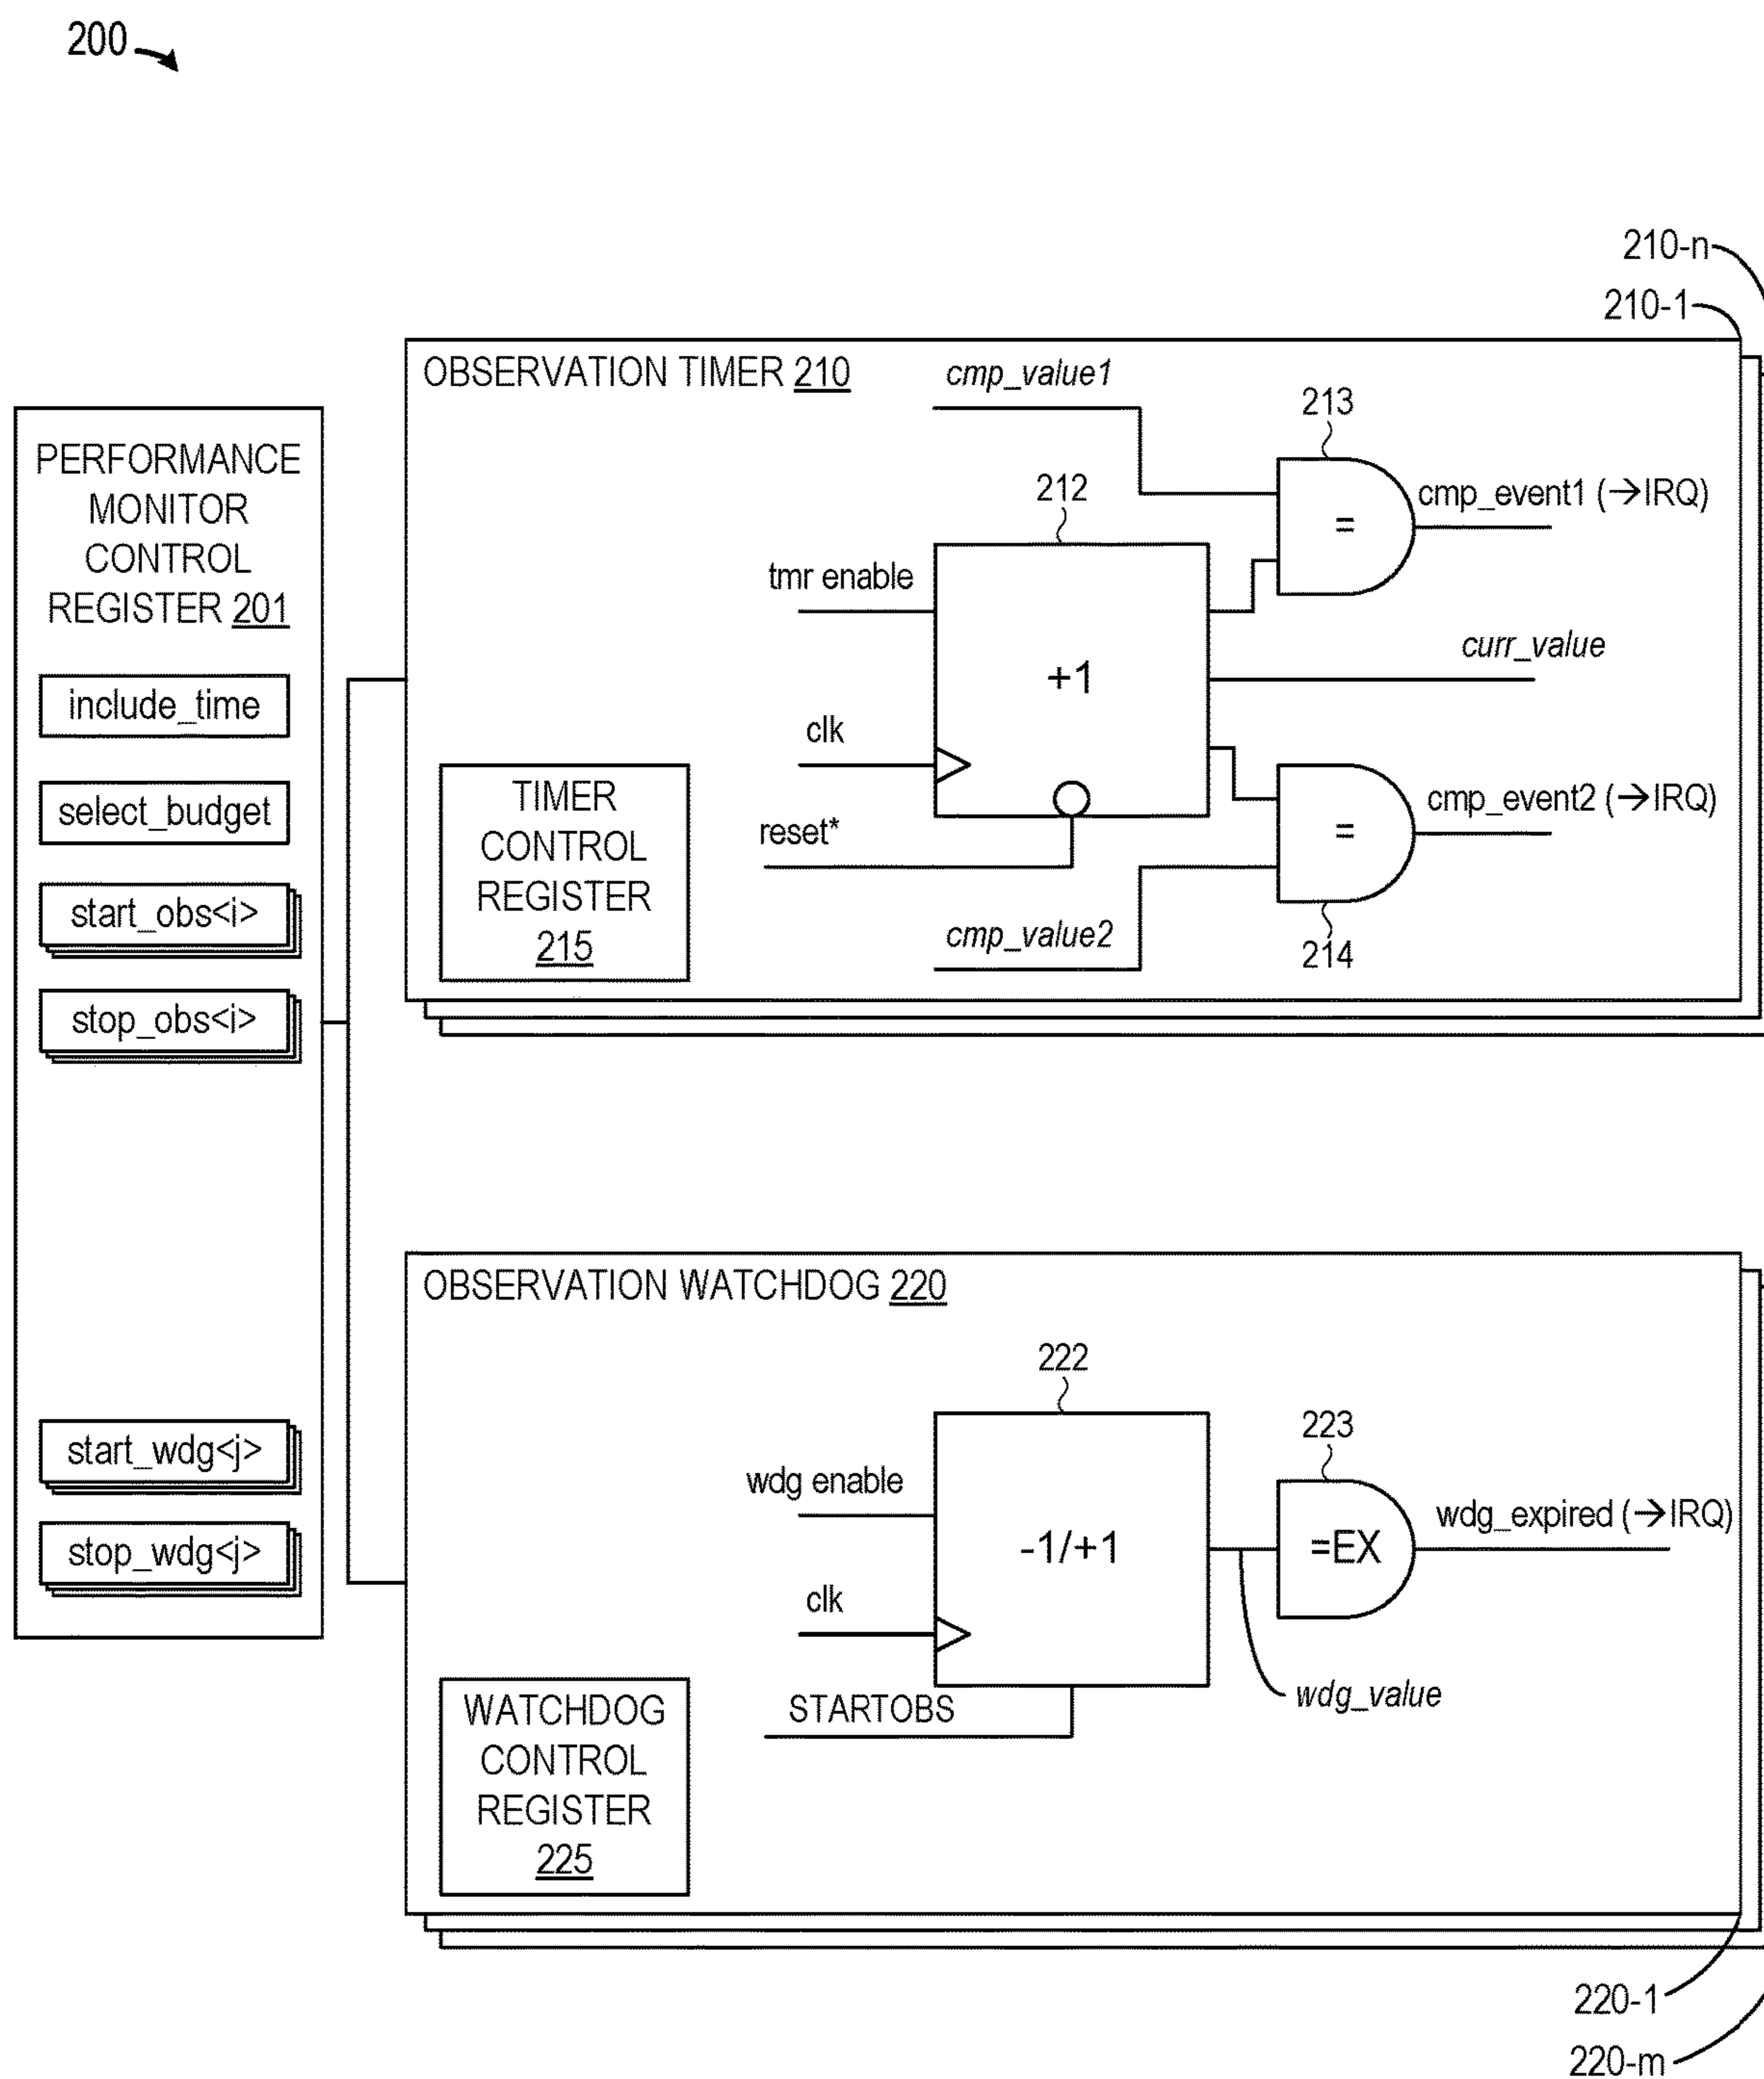 200
210-n
210-1
PERFORMANCE
MONITOR
CONTROL
REGISTER 201
include_time
select_budget
start_obs<i>
stop_obs<i>
start_wdg<j>
stop_wdg<j>
OBSERVATION TIMER 210
cmp_value1
213
cmp_event1 (→IRQ)
=
212
tmr enable
+1
curr_value
clk
reset*
cmp_value2
=
cmp_event2 (→IRQ)
214
TIMER
CONTROL
REGISTER
215
OBSERVATION WATCHDOG 220
222
223
wdg enable
-1/+1
=EX
wdg_expired (→IRQ)
clk
wdg_value
STARTOBS
WATCHDOG
CONTROL
REGISTER
225
220-1
220-m